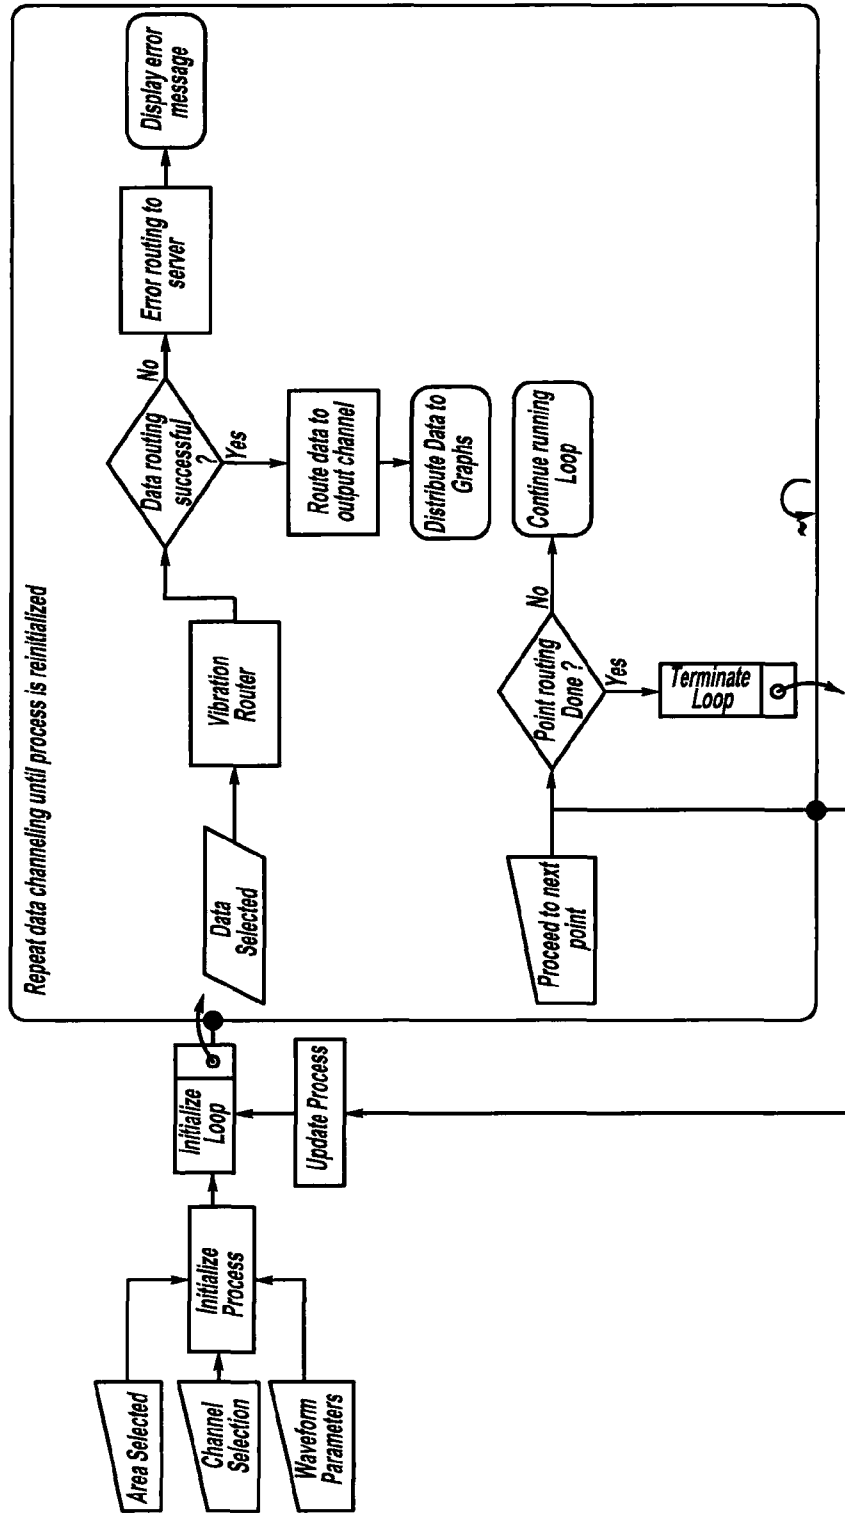 Repeat data channeling until process is reinitialized
Area Selected
Channel
Selection
Waveform
Parameters
Initialize
Process
Initialize
Loop
Update Process
Data
Selected
Vibration
Router
Data routing
successful
?
No
Yes
Error routing to
server
Display error
message
Route data to
output channel
Distribute Data to
Graphs
Proceed to next
point
Point routing
Done ?
No
Yes
Continue running
Loop
Terminate
Loop